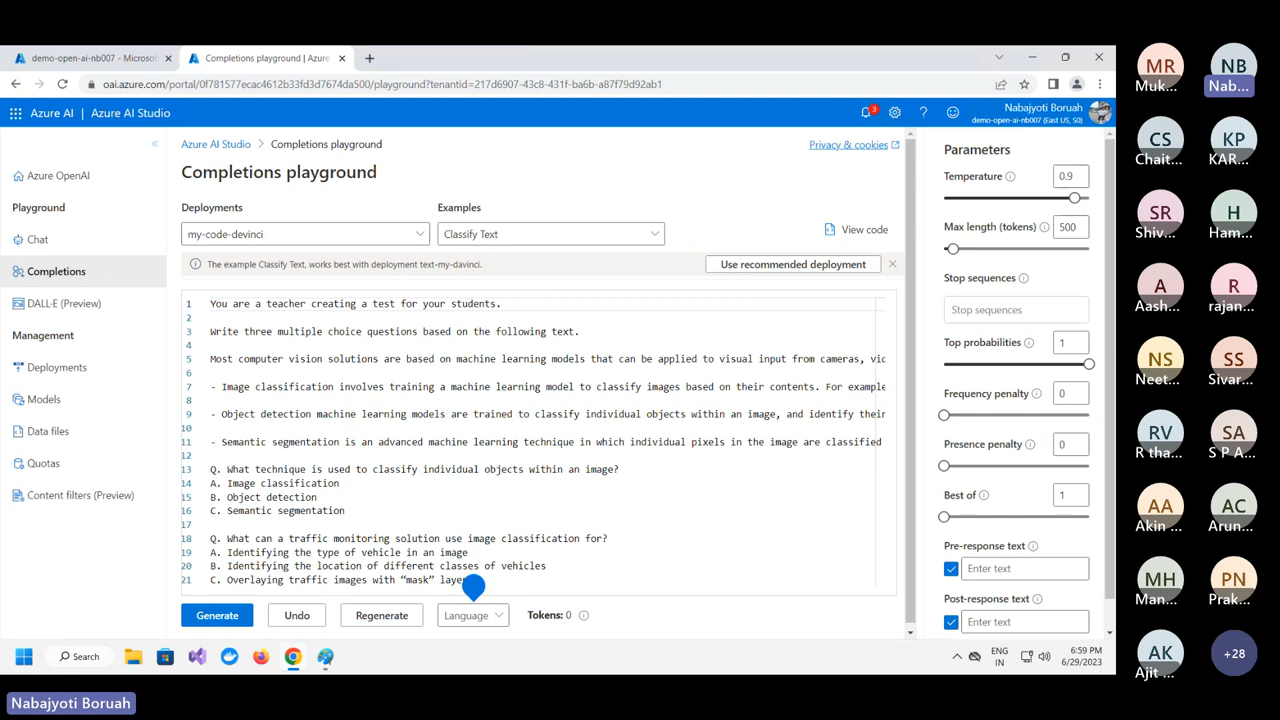 demo-open-ai-nb007 - Microsof
Completions playground | Azure
oai.azure.com/portal/0f781577ecac4612b33fd3d7674da500/playground?tenantid=217d6907-43c8-431f-ba6b-a87f79d92ab1
Azure AI | Azure AI Studio
3
Nabajyoti Boruah
demo-open-ai-nb007 (East US, S0)
Azure OpenAI
Playground
Chat
Completions
DALL·E (Preview)
Management
Deployments
Models
Data files
Quotas
Content filters (Preview)
Azure AI Studio > Completions playground
Privacy & cookies
Completions playground
Deployments
Examples
my-code-devinci
Classify Text
View code
The example Classify Text, works best with deployment text-my-davinci.
Use recommended deployment
1 You are a teacher creating a test for your students.
2
3 Write three multiple choice questions based on the following text.
4
5 Most computer vision solutions are based on machine learning models that can be applied to visual input from cameras, vid
6
7 - Image classification involves training a machine learning model to classify images based on their contents. For example
8
9 - Object detection machine learning models are trained to classify individual objects within an image, and identify their
10
11 - Semantic segmentation is an advanced machine learning technique in which individual pixels in the image are classified
12
13 Q. What technique is used to classify individual objects within an image?
14 A. Image classification
15 B. Object detection
16 C. Semantic segmentation
17
18 Q. What can a traffic monitoring solution use image classification for?
19 A. Identifying the type of vehicle in an image
20 B. Identifying the location of different classes of vehicles
21 C. Overlaying traffic images with “mask” laye
Generate
Undo
Regenerate
Language
Tokens: 0
Parameters
Temperature
0.9
Max length (tokens)
500
Stop sequences
Stop sequences
Top probabilities
1
Frequency penalty
0
Presence penalty
0
Best of
1
Pre-response text
Enter text
Post-response text
Enter text
Search
ENG
IN
6:59 PM
6/29/2023
MR
Muk...
NB
Nab...
CS
Chait...
KP
KAR...
SR
Shiv...
H
Ham...
A
Aash...
R
rajan...
NS
Neet...
SS
Sivar...
RV
R tha...
SA
S P A...
AA
Akin ...
AC
Arun...
MH
Man...
PN
Prak...
AK
Ajit ...
+28
Nabajyoti Boruah